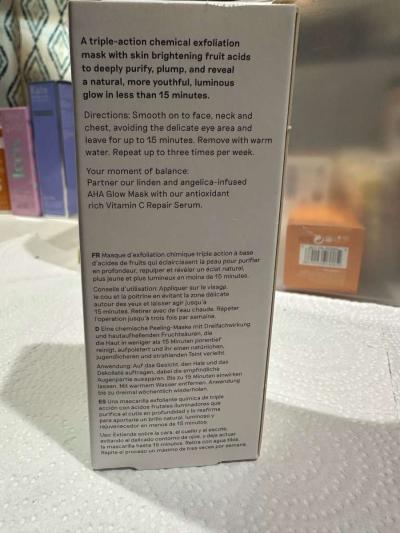 A triple-action chemical exfoliation
mask with skin brightening fruit acids
to deeply purify, plump, and reveal
a natural, more youthful, luminous
glow in less than 15 minutes.
Directions: Smooth on to face, neck and
chest, avoiding the delicate eye area and
leave for up to 15 minutes. Remove with warm
water. Repeat up to three times per week.
Your moment of balance:
Partner our linden and angelica-infused
AHA Glow Mask with our antioxidant
rich Vitamin C Repair Serum.
FR Masque d'exfoliation chimique triple action à base
d'acides de fruits qui éclaircissent la peau pour purifier
en profondeur, repulper et révéler un éclat naturel,
plus jeune et plus lumineux en moins de 15 minutes.
Conseils d'utilisation: Appliquer sur le visage,
le cou et la poitrine en évitant la zone délicate
autour des yeux et laisser agir jusqu'à
15 minutes. Retirer avec de l'eau chaude. Répéter
l'opération jusqu'à trois fois par semaine.
D Eine chemische Peeling-Maske mit Dreifachwirkung
und hautaufhellenden Fruchtsäuren, die
die Haut in weniger als 15 Minuten porentief
reinigt, aufpolstert und ihr einen natürlichen,
jugendlicheren und strahlenden Teint verleiht.
Anwendung: Auf das Gesicht, den Hals und das
Dekolleté auftragen, dabei die empfindliche
Augenpartie aussparen. Bis zu 15 Minuten einwirken
lassen. Mit warmem Wasser entfernen. Anwendung
bis zu dreimal wöchentlich wiederholen.
ES Una mascarilla exfoliante química de triple
acción con ácidos frutales iluminadores que
purifica el cutis en profundidad y lo reafirma
para aportarle un brillo natural, luminoso y
rejuvenecedor en menos de 15 minutos.
Uso: Extiende sobre la cara, el cuello y el escote,
evitando el delicado contorno de ojos, y deja actuar
la mascarilla hasta 15 minutos. Retira con agua tibia.
Repite el proceso un máximo de tres veces por semana.